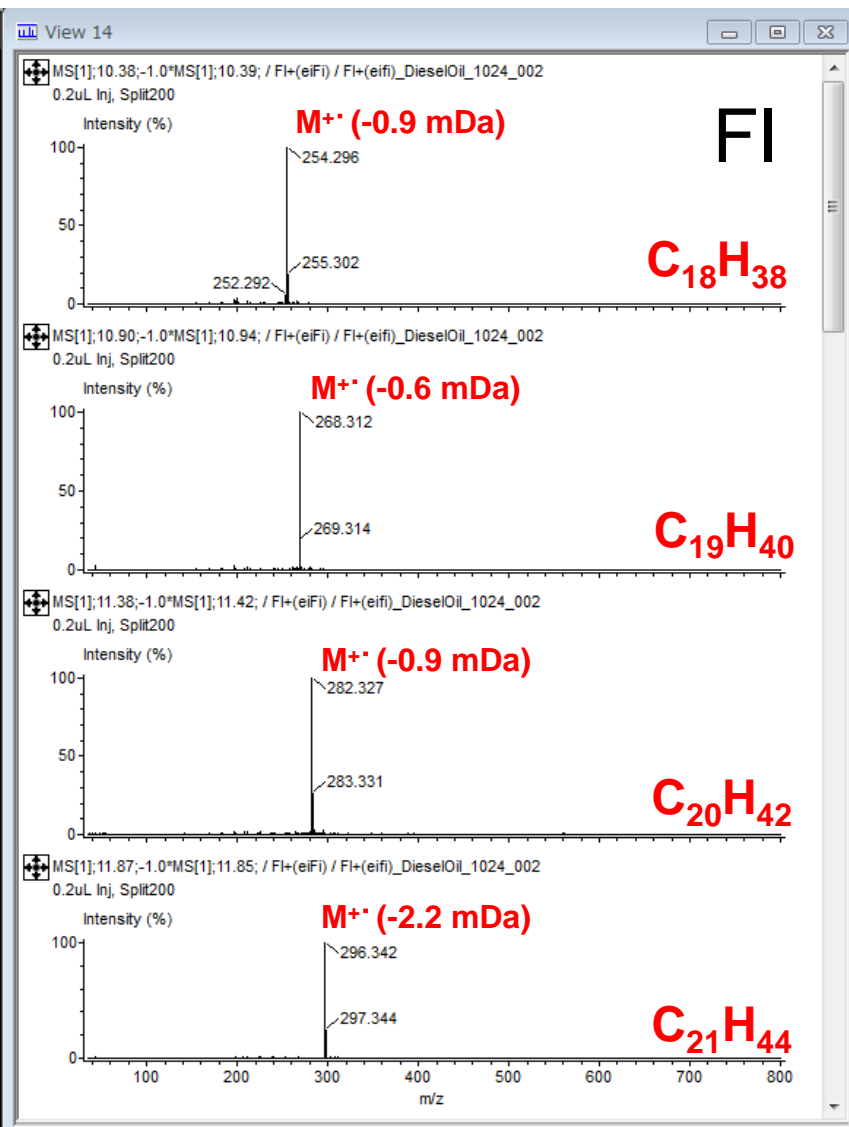 View 14
MS[1];10.38;-1.0*MS[1];10.39; / FI+(eiFi) / FI+(eifi)_DieselOil_1024_002
0.2uL Inj, Split200
Intensity (%)
M⁺· (-0.9 mDa)
FI
100
254.296
50
255.302
252.292
0
C₁₈H₃₈
MS[1];10.90;-1.0*MS[1];10.94; / FI+(eiFi) / FI+(eifi)_DieselOil_1024_002
0.2uL Inj, Split200
Intensity (%)
M⁺· (-0.6 mDa)
100
268.312
50
269.314
0
C₁₉H₄₀
MS[1];11.38;-1.0*MS[1];11.42; / FI+(eiFi) / FI+(eifi)_DieselOil_1024_002
0.2uL Inj, Split200
Intensity (%)
M⁺· (-0.9 mDa)
100
282.327
50
283.331
0
C₂₀H₄₂
MS[1];11.87;-1.0*MS[1];11.85; / FI+(eiFi) / FI+(eifi)_DieselOil_1024_002
0.2uL Inj, Split200
Intensity (%)
M⁺· (-2.2 mDa)
100
296.342
50
297.344
0
C₂₁H₄₄
100 200 300 400 500 600 700 800
m/z